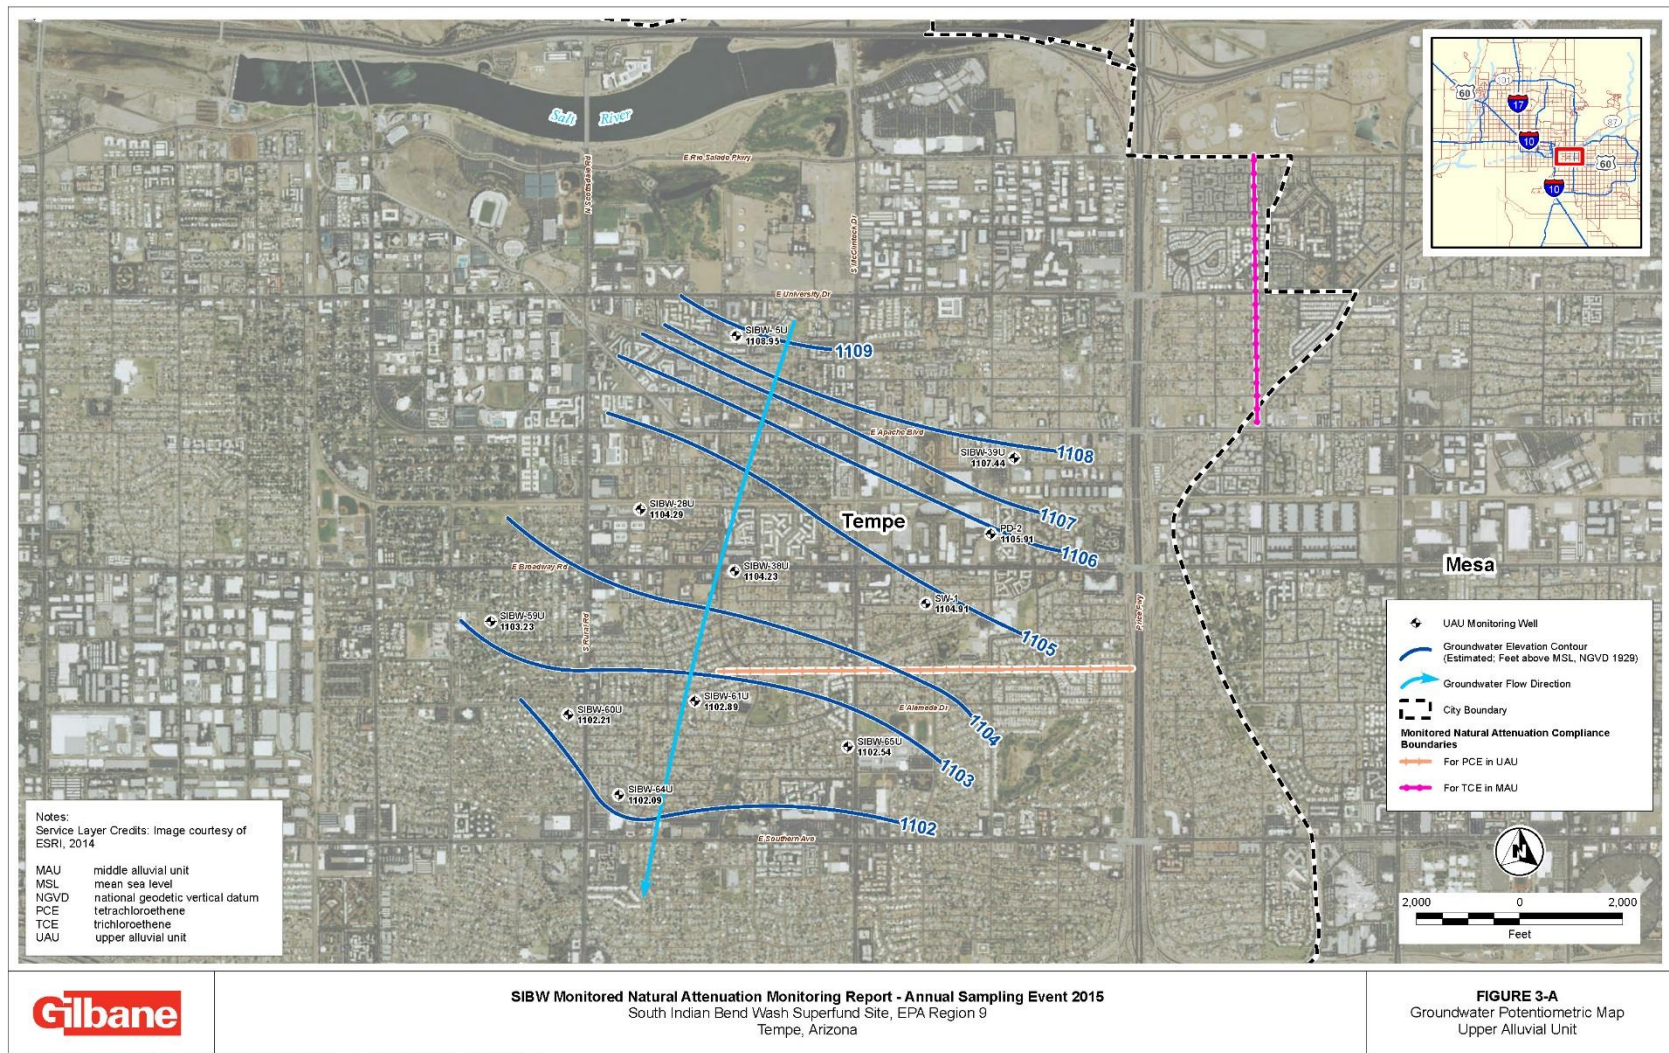 Salt River
E Rio Salado Pkwy
N Scottsdale Rd
S McClintock Dr
E University Dr
SIBW- 5U
1108.95
1109
E Apache Blvd
SIBW-39U
1107.44
1108
SIBW-28U
1104.29
Tempe
1107
PD-2
1105.91
1106
E Broadway Rd
SIBW-38U
1104.23
Mesa
SW-1
1104.91
SIBW-59U
1103.23
S Rural Rd
Price Fwy
1105
SIBW-61U
1102.89
SIBW-60U
1102.21
E Alameda Dr
1104
SIBW-65U
1102.54
1103
SIBW-64U
1102.09
1102
E Southern Ave
60
101
17
87
10
60
10
UAU Monitoring Well
Groundwater Elevation Contour
(Estimated; Feet above MSL, NGVD 1929)
Groundwater Flow Direction
City Boundary
Monitored Natural Attenuation Compliance
Boundaries
For PCE in UAU
For TCE in MAU
N
2,000 0 2,000
Feet
Notes:
Service Layer Credits: Image courtesy of
ESRI, 2014
MAU middle alluvial unit
MSL mean sea level
NGVD national geodetic vertical datum
PCE tetrachloroethene
TCE trichloroethene
UAU upper alluvial unit
Gilbane
SIBW Monitored Natural Attenuation Monitoring Report - Annual Sampling Event 2015
South Indian Bend Wash Superfund Site, EPA Region 9
Tempe, Arizona
FIGURE 3-A
Groundwater Potentiometric Map
Upper Alluvial Unit